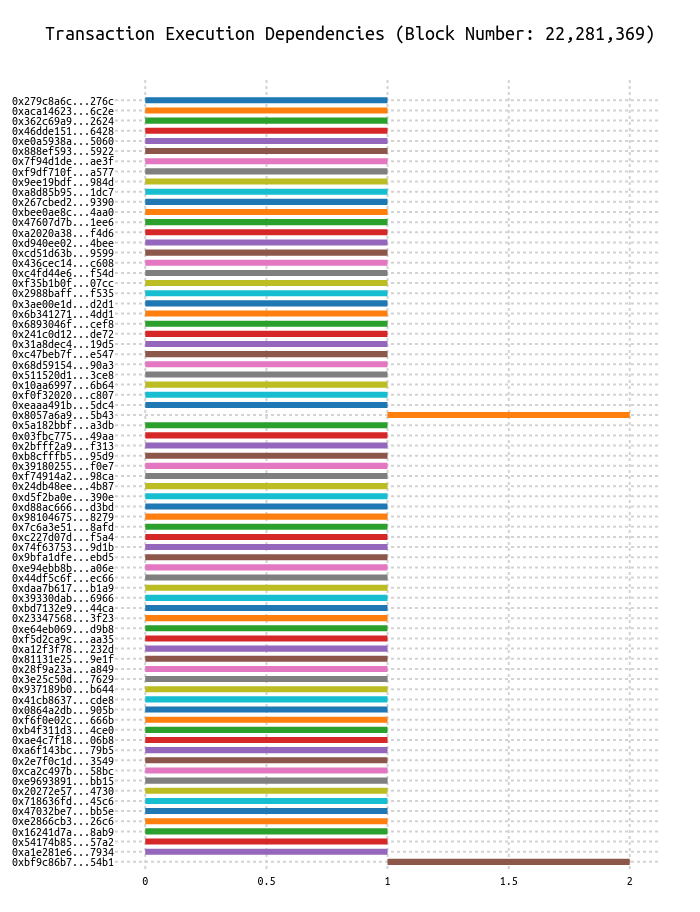 Transaction Execution Dependencies (Block Number: 22,281,369)
0x279c8a6c...276c
0xaca14623...6c2e
0x362c69a9...2624
0x46dde151...6428
0xe0a5938a...5060
0x888ef593...5922
0x7f94d1de...ae3f
0xf9df710f...a577
0x9ee19bdf...984d
0xa8d85b95...1dc7
0x267cbed2...9390
0xbee0ae8c...4aa0
0x47607d7b...1ee6
0xa2020a38...f4d6
0xd940ee02...4bee
0xcd51d63b...9599
0x436cec14...c608
0xc4fd44e6...f54d
0xf35b1b0f...07cc
0x2988baff...f535
0x3ae00e1d...d2d1
0x6b341271...4dd1
0x6893046f...cef8
0x241c0d12...de72
0x31a8dec4...19d5
0xc47beb7f...e547
0x68d59154...90a3
0x511520d1...3ce8
0x10aa6997...6b64
0xf0f32020...c807
0xeaaa491b...5dc4
0x8057a6a9...5b43
0x5a182bbf...a3db
0x03fbc775...49aa
0x2bfff2a9...f313
0xb8cfffb5...95d9
0x39180255...f0e7
0xf74914a2...98ca
0x24db48ee...4b87
0xd5f2ba0e...390e
0xd88ac666...d3bd
0x98104675...8279
0x7c6a3e51...8afd
0xc227d07d...f5a4
0x74f63753...9d1b
0x9bfa1dfe...ebd5
0xe94ebb8b...a06e
0x44df5c6f...ec66
0xdaa7b617...b1a9
0x39330dab...6966
0xbd7132e9...44ca
0x23347568...3f23
0xe64eb069...d9b8
0xf5d2ca9c...aa35
0xa12f3f78...232d
0x81131e25...9e1f
0x28f9a23a...a849
0x3e25c50d...7629
0x937189b0...b644
0x41cb8637...cde8
0x0864a2db...905b
0xf6f0e02c...666b
0xb4f311d3...4ce0
0xae4c7f18...06b8
0xa6f143bc...79b5
0x2e7f0c1d...3549
0xca2c497b...58bc
0xe9693891...bb15
0x20272e57...4730
0x718636fd...45c6
0x47032be7...bb5e
0xe2866cb3...26c6
0x16241d7a...8ab9
0x54174b85...57a2
0xa1e281e6...7934
0xbf9c86b7...54b1
0 0.5 1 1.5 2